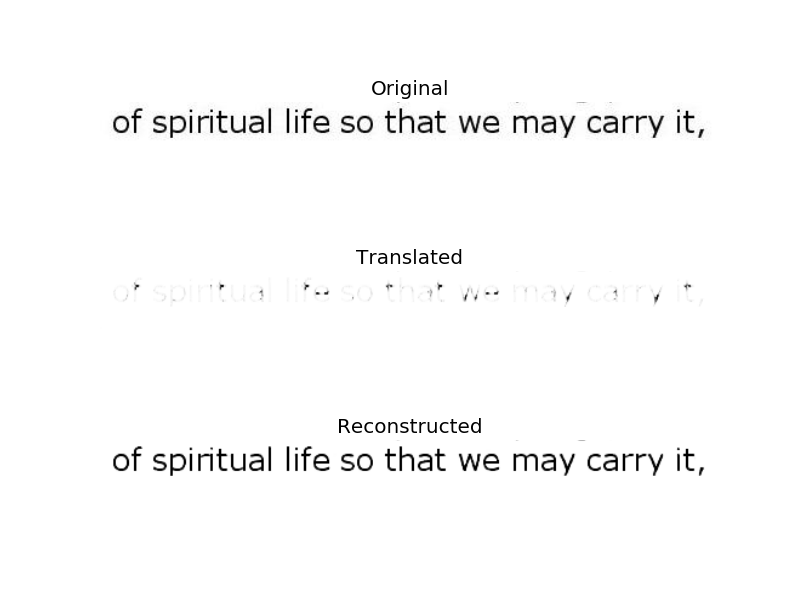 Original
of spiritual life so that we may carry it,
Translated
of spiritual life so that we may carry it,
Reconstructed
of spiritual life so that we may carry it,